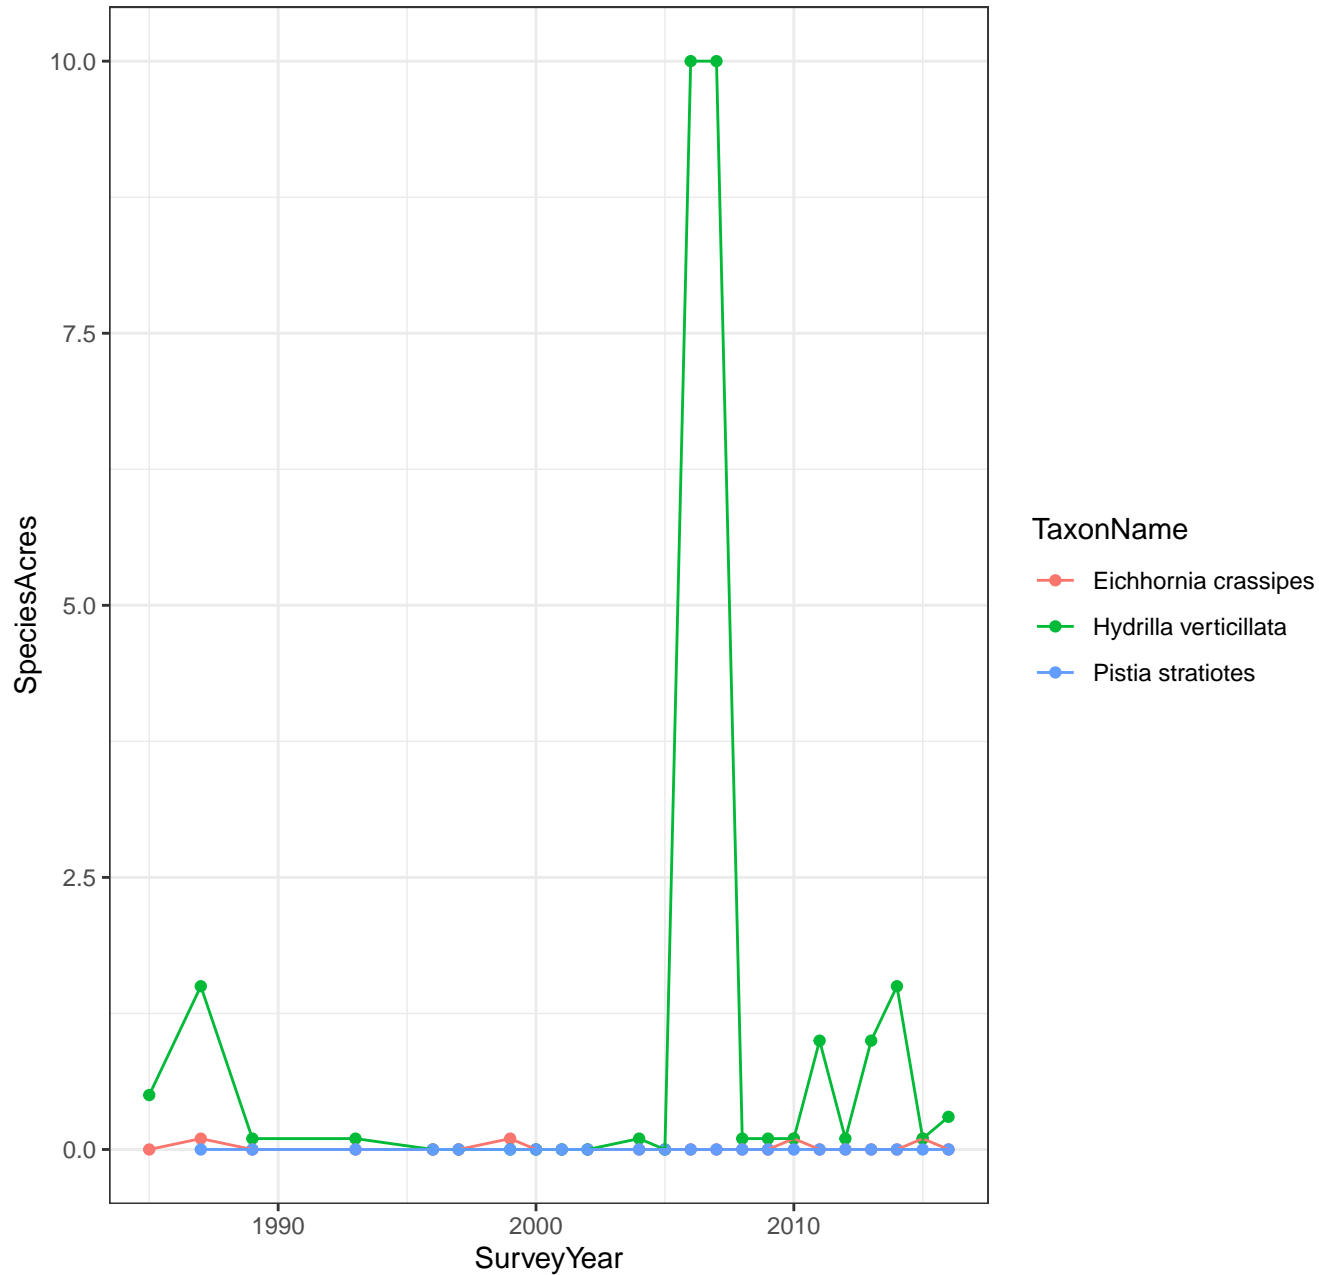 10.0
7.5
5.0
2.5
0.0
SpeciesAcres
1990
2000
2010
SurveyYear
TaxonName
Eichhornia crassipes
Hydrilla verticillata
Pistia stratiotes